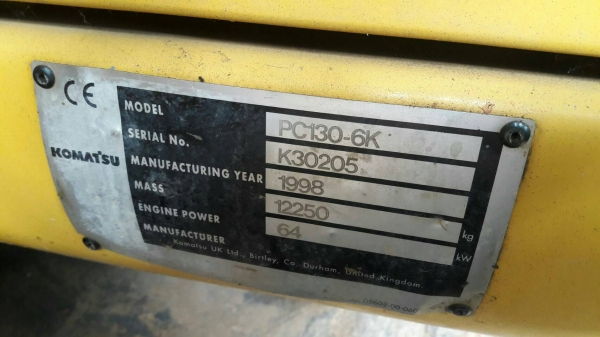 CE
KOMATSU
MODEL PC130-6K
SERIAL No. K30205
MANUFACTURING YEAR 1998
MASS 12250 kg
ENGINE POWER 64 kW
MANUFACTURER
Komatsu UK Ltd., Birtley, Co. Durham, United Kingdom